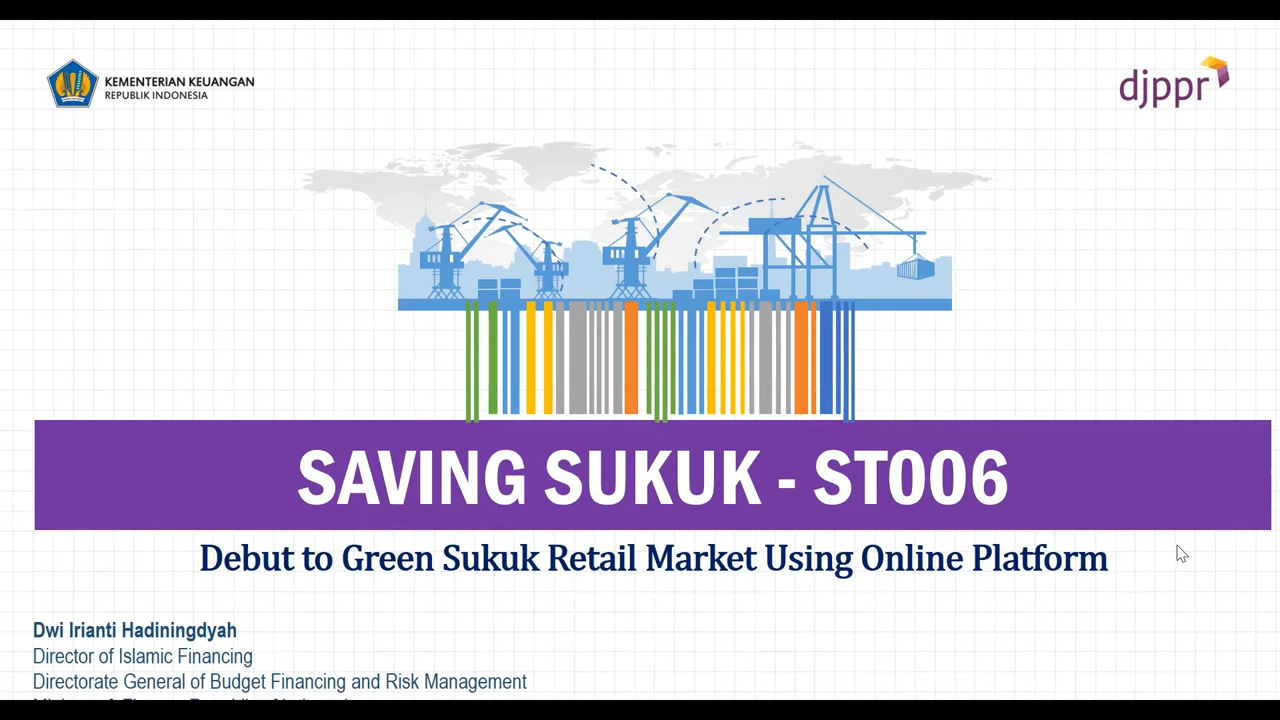 KEMENTERIAN KEUANGAN
REPUBLIK INDONESIA
djppr
SAVING SUKUK - ST006
Debut to Green Sukuk Retail Market Using Online Platform
Dwi Irianti Hadiningdyah
Director of Islamic Financing
Directorate General of Budget Financing and Risk Management